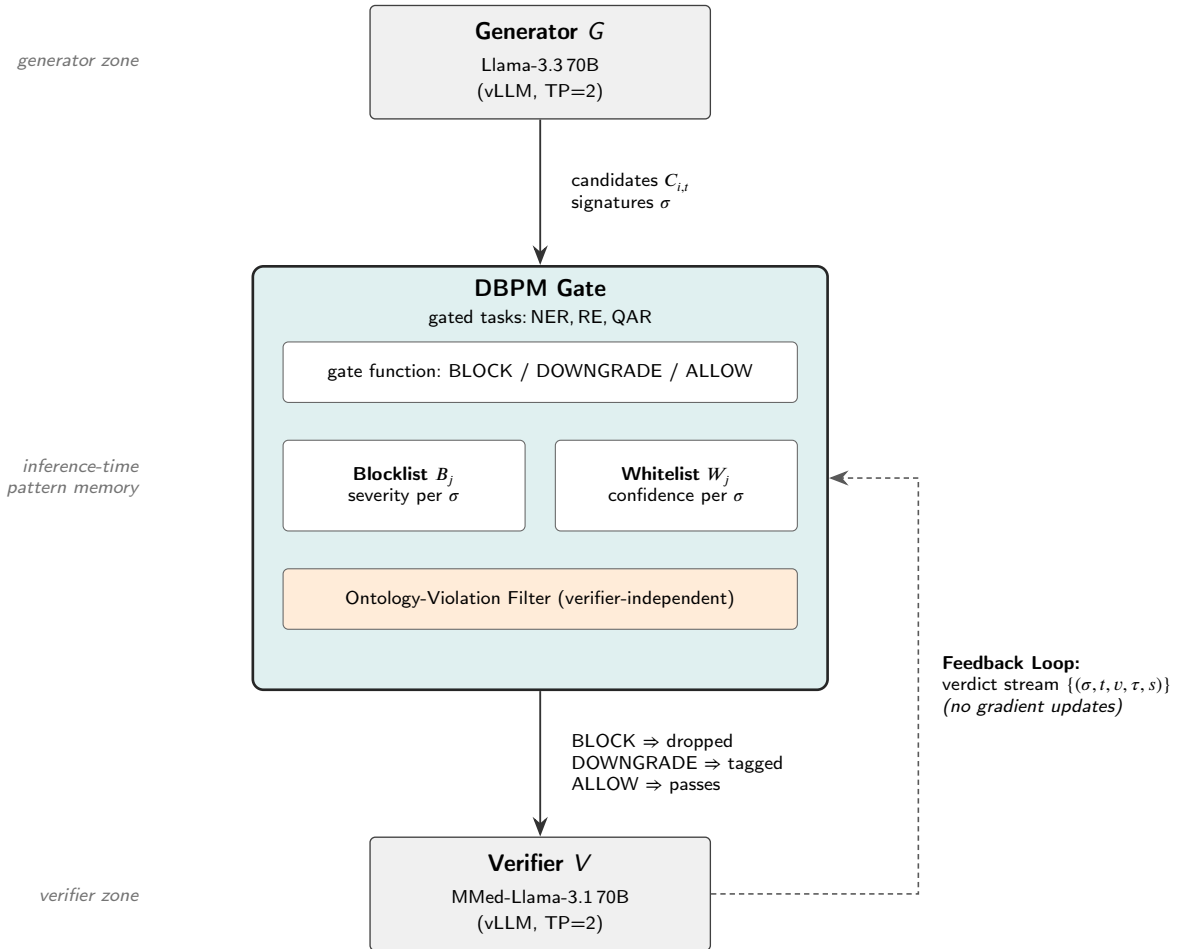 Generator G
generator zone
Llama-3.3 70B
(vLLM, TP=2)
candidates C_{i,t}
signatures σ
DBPM Gate
gated tasks: NER, RE, QAR
gate function: BLOCK / DOWNGRADE / ALLOW
inference-time
pattern memory
Blocklist B_j
severity per σ
Whitelist W_j
confidence per σ
Ontology-Violation Filter (verifier-independent)
Feedback Loop:
verdict stream {(σ, t, v, τ, s)}
(no gradient updates)
BLOCK ⇒ dropped
DOWNGRADE ⇒ tagged
ALLOW ⇒ passes
Verifier V
verifier zone
MMed-Llama-3.1 70B
(vLLM, TP=2)